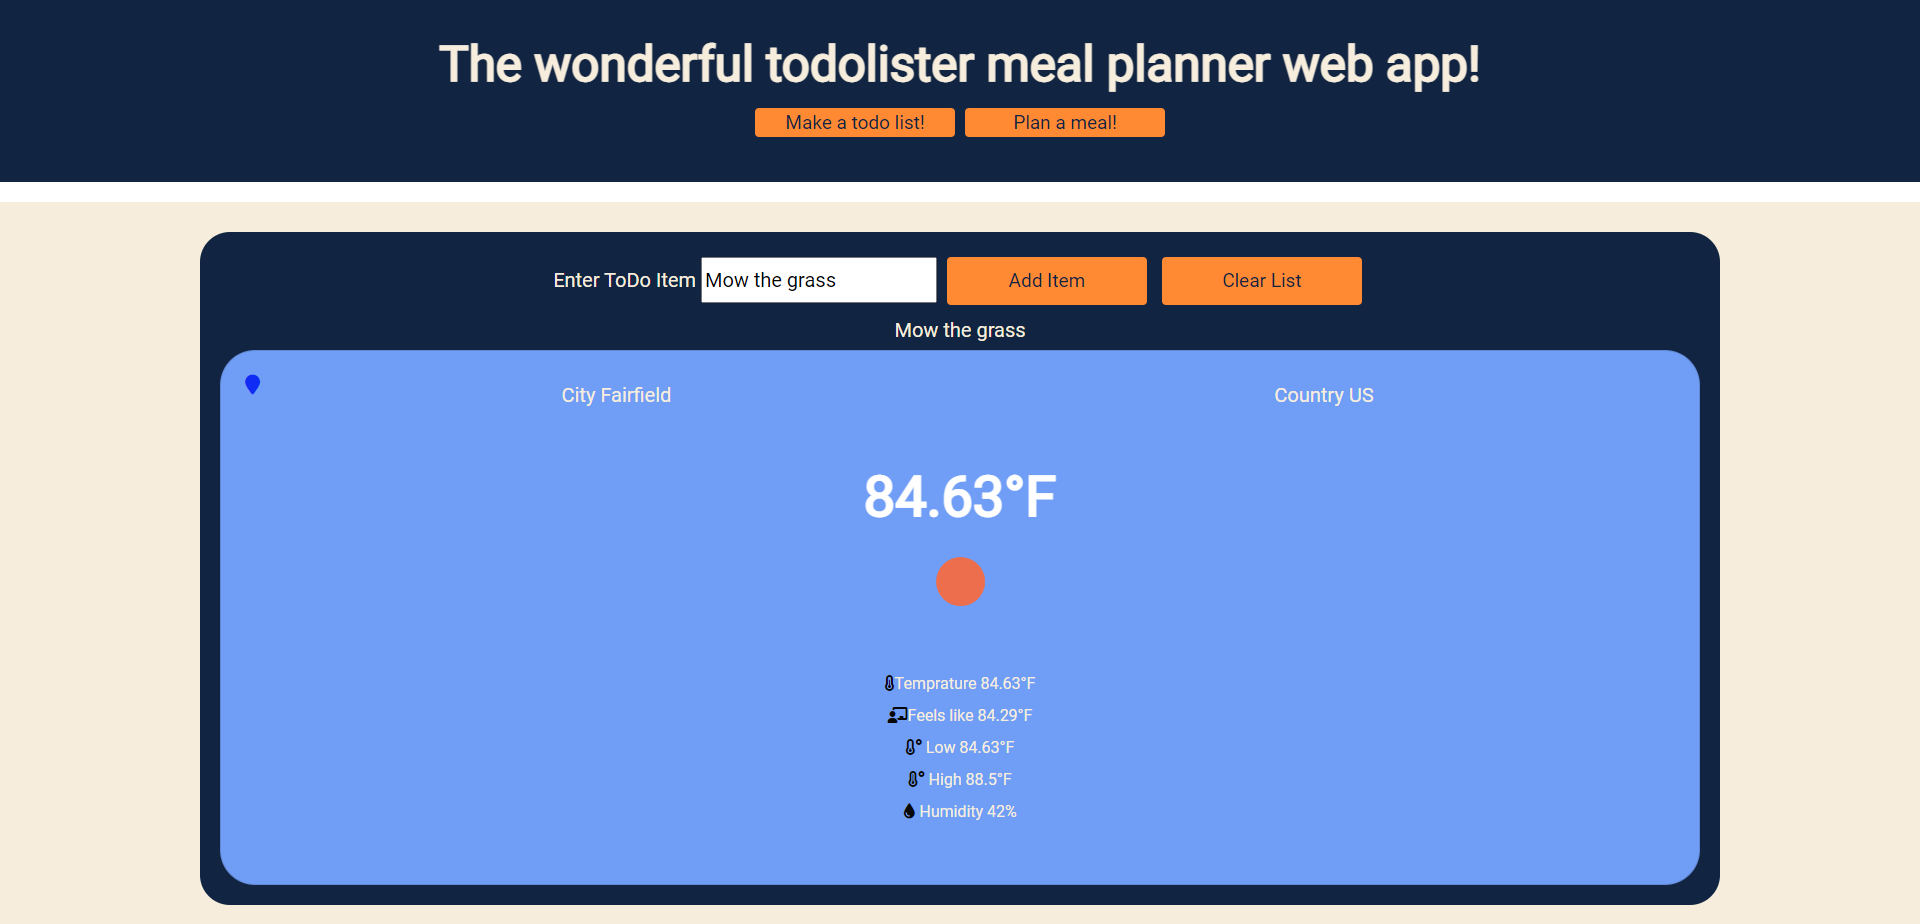 The wonderful todolister meal planner web app!
Make a todo list! Plan a meal!
Enter ToDo Item Mow the grass Add Item Clear List
Mow the grass
City Fairfield Country US
84.63°F
Temprature 84.63°F
Feels like 84.29°F
Low 84.63°F
High 88.5°F
Humidity 42%